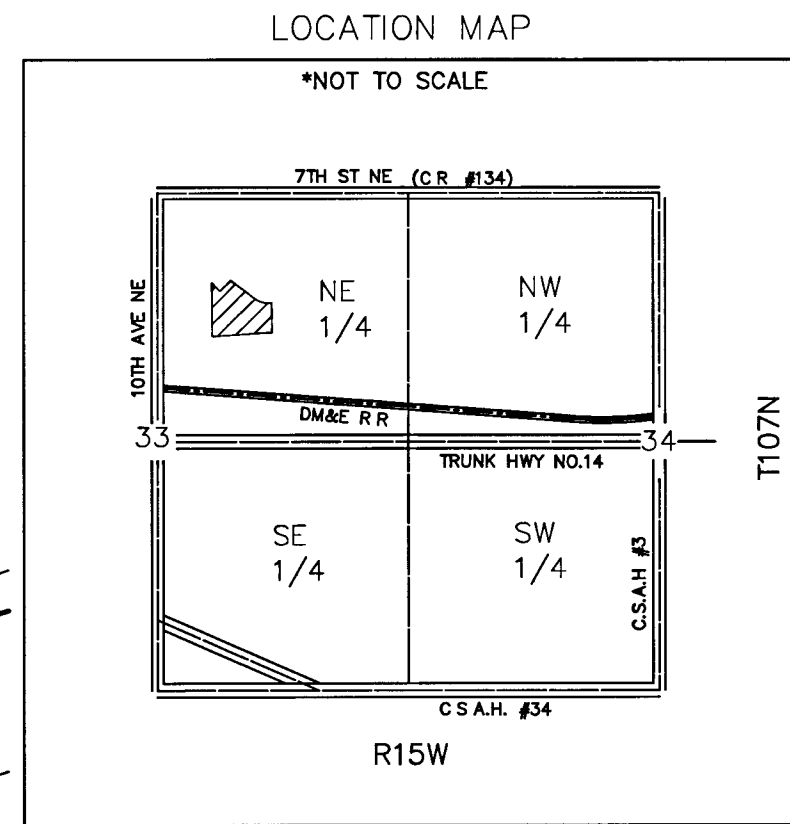 LOCATION MAP
*NOT TO SCALE
7TH ST NE (C R #134)
10TH AVE NE
NE
1/4
NW
1/4
DM&E R R
33
34
TRUNK HWY NO.14
T107N
SE
1/4
SW
1/4
C.S.A.H #3
C S A.H. #34
R15W